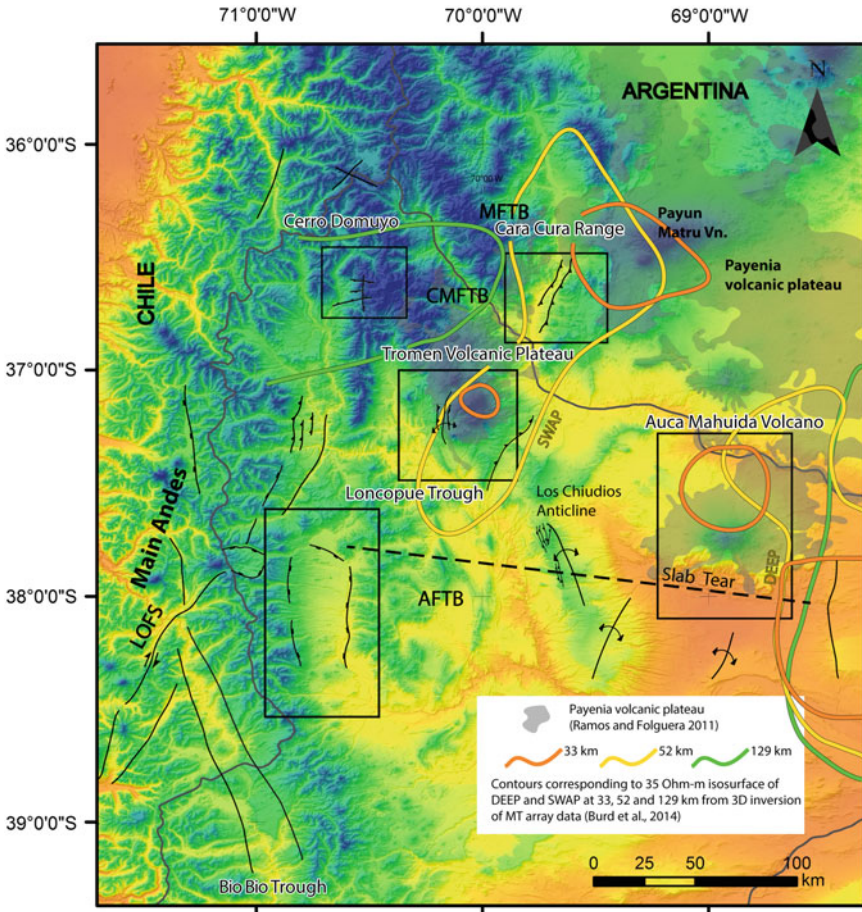 71°0'0"W
70°0'0"W
69°0'0"W
N
ARGENTINA
36°0'0"S
70°00'W
MFTB
Cerro Domuyo
Cara Cura Range
Payun
Matru Vn.
Payenia
volcanic plateau
CHILE
CMFTB
Tromen Volcanic Plateau
37°0'0"S
SWAP
Auca Mahuida Volcano
Loncopue Trough
Los Chiudios
Anticline
Main Andes
DEEP
Slab Tear
38°0'0"S
AFTB
LOFS
Payenia volcanic plateau
(Ramos and Folguera 2011)
33 km
52 km
129 km
Contours corresponding to 35 Ohm-m isosurface of
DEEP and SWAP at 33, 52 and 129 km from 3D inversion
of MT array data (Burd et al., 2014)
39°0'0"S
0 25 50 100
km
Bio Bio Trough